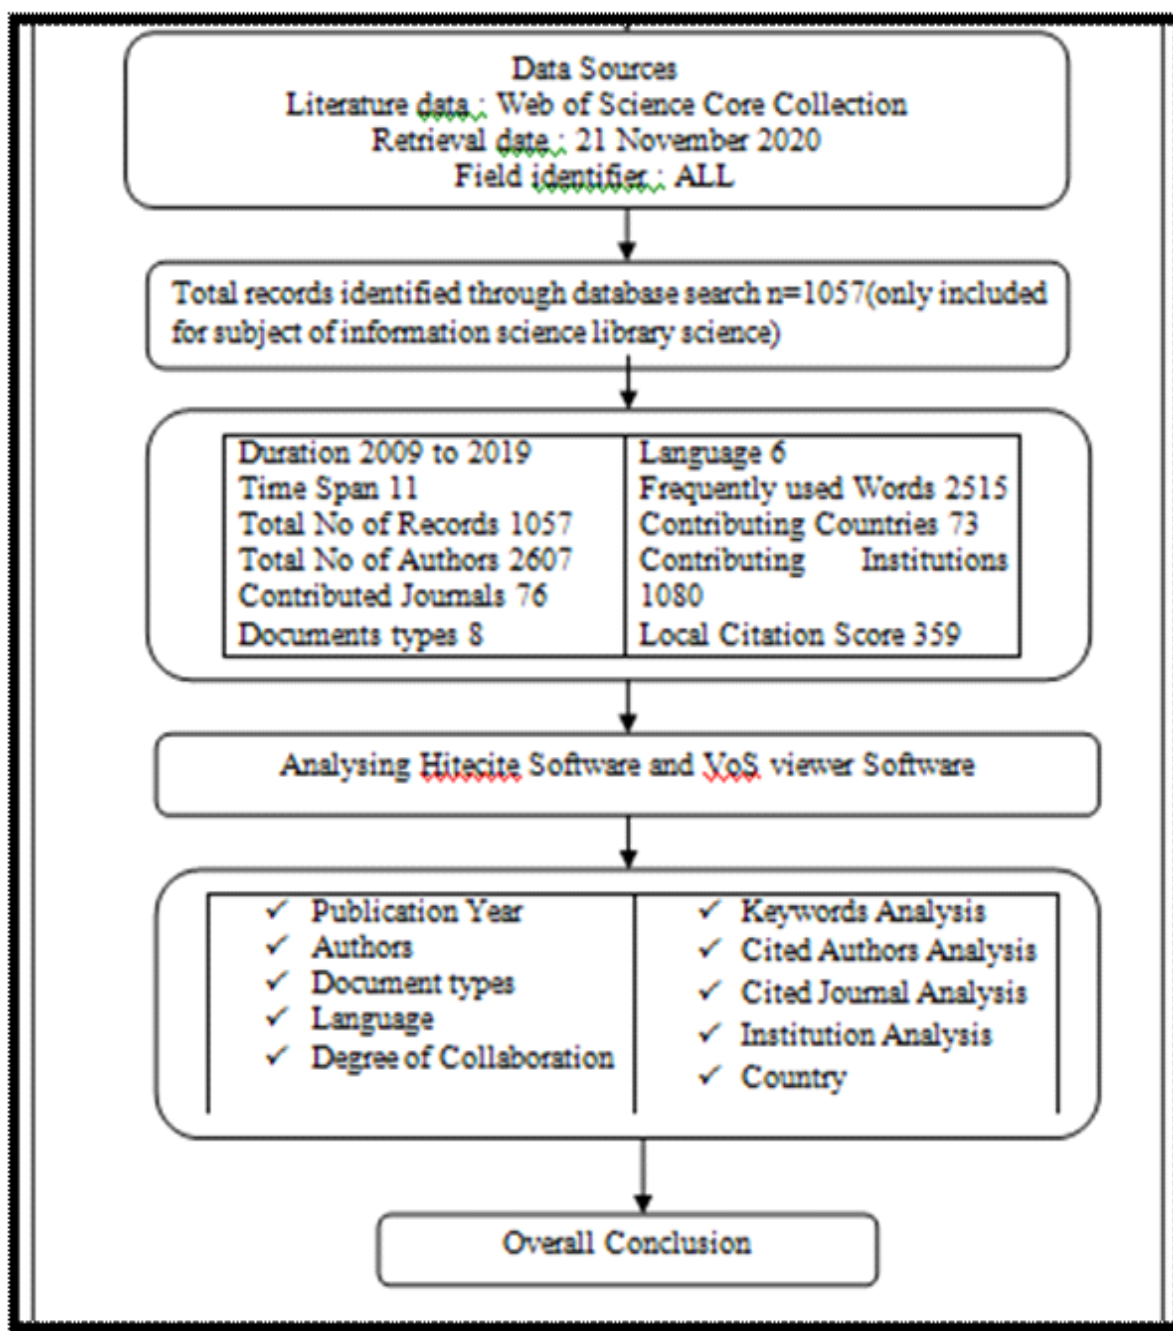 Data Sources
Literature data : Web of Science Core Collection
Retrieval date : 21 November 2020
Field identifier : ALL
Total records identified through database search n=1057(only included
for subject of information science library science)
Duration 2009 to 2019
Time Span 11
Total No of Records 1057
Total No of Authors 2607
Contributed Journals 76
Documents types 8
Language 6
Frequently used Words 2515
Contributing Countries 73
Contributing Institutions
1080
Local Citation Score 359
Analysing Hitecite Software and VoS viewer Software
✓ Publication Year
✓ Authors
✓ Document types
✓ Language
✓ Degree of Collaboration
✓ Keywords Analysis
✓ Cited Authors Analysis
✓ Cited Journal Analysis
✓ Institution Analysis
✓ Country
Overall Conclusion